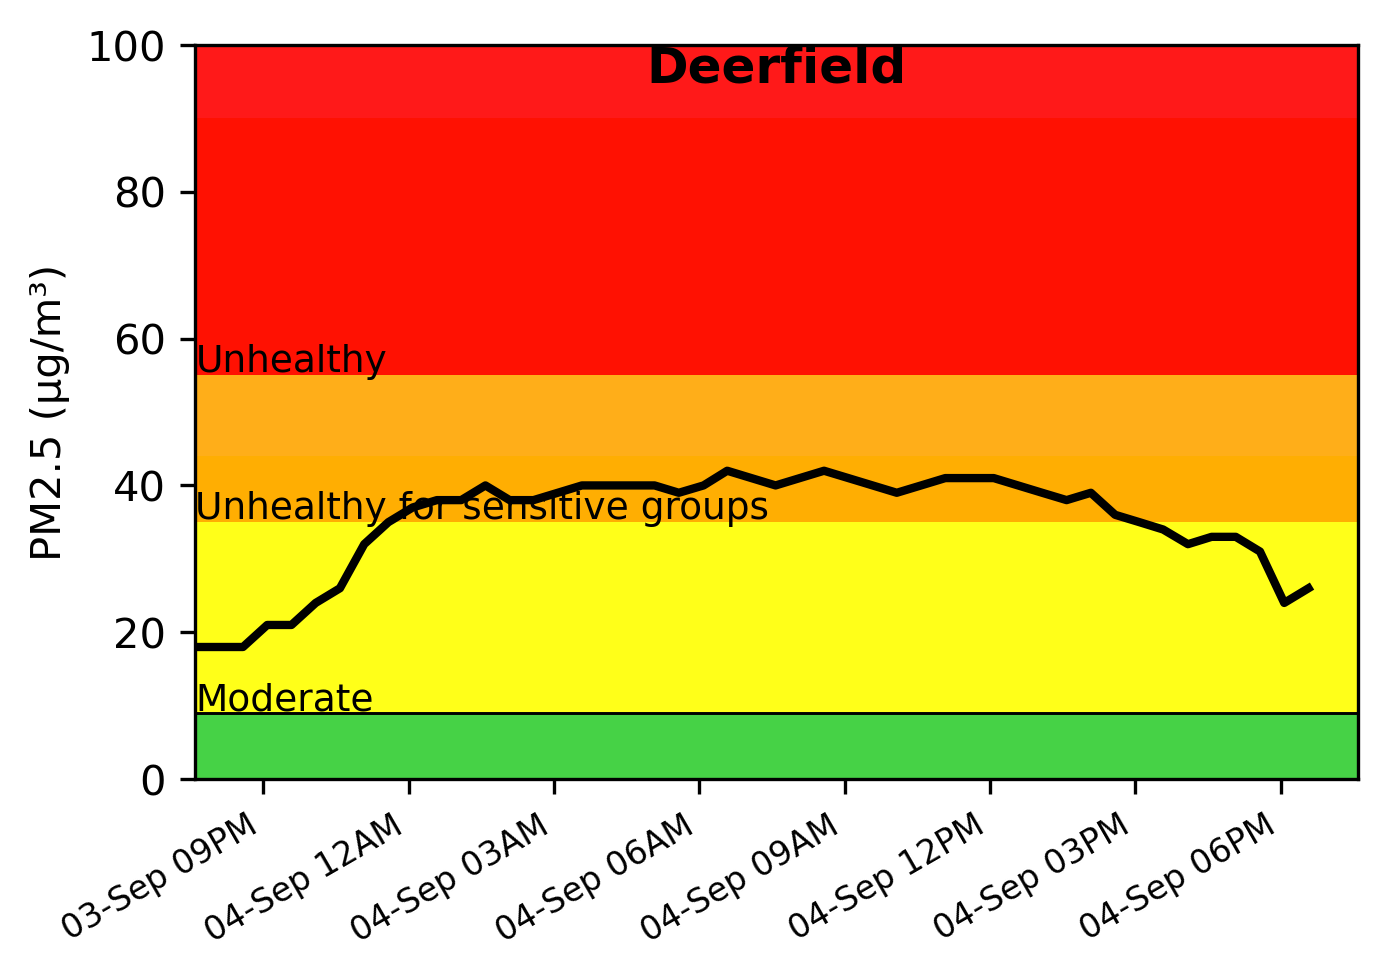 Deerfield
100
80
60
40
20
0
PM2.5 (µg/m³)
Unhealthy
Unhealthy for sensitive groups
Moderate
03-Sep 09PM
04-Sep 12AM
04-Sep 03AM
04-Sep 06AM
04-Sep 09AM
04-Sep 12PM
04-Sep 03PM
04-Sep 06PM